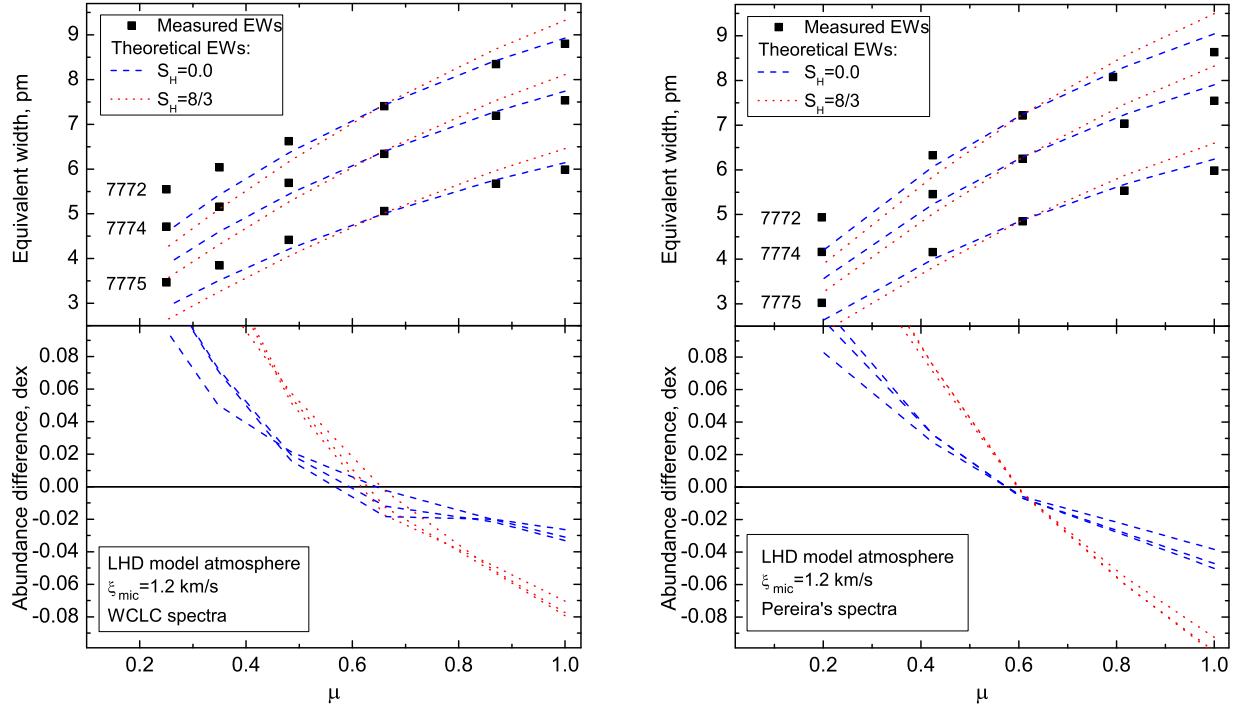 Measured EWs
Theoretical EWs:
S_H=0.0
S_H=8/3
7772
7774
7775
9
8
7
6
5
4
3
Equivalent width, pm
0.08
0.06
0.04
0.02
0.00
-0.02
-0.04
-0.06
-0.08
Abundance difference, dex
LHD model atmosphere
ξ_mic=1.2 km/s
WCLC spectra
0.2 0.4 0.6 0.8 1.0
μ
Measured EWs
Theoretical EWs:
S_H=0.0
S_H=8/3
7772
7774
7775
9
8
7
6
5
4
3
Equivalent width, pm
0.08
0.06
0.04
0.02
0.00
-0.02
-0.04
-0.06
-0.08
Abundance difference, dex
LHD model atmosphere
ξ_mic=1.2 km/s
Pereira's spectra
0.2 0.4 0.6 0.8 1.0
μ